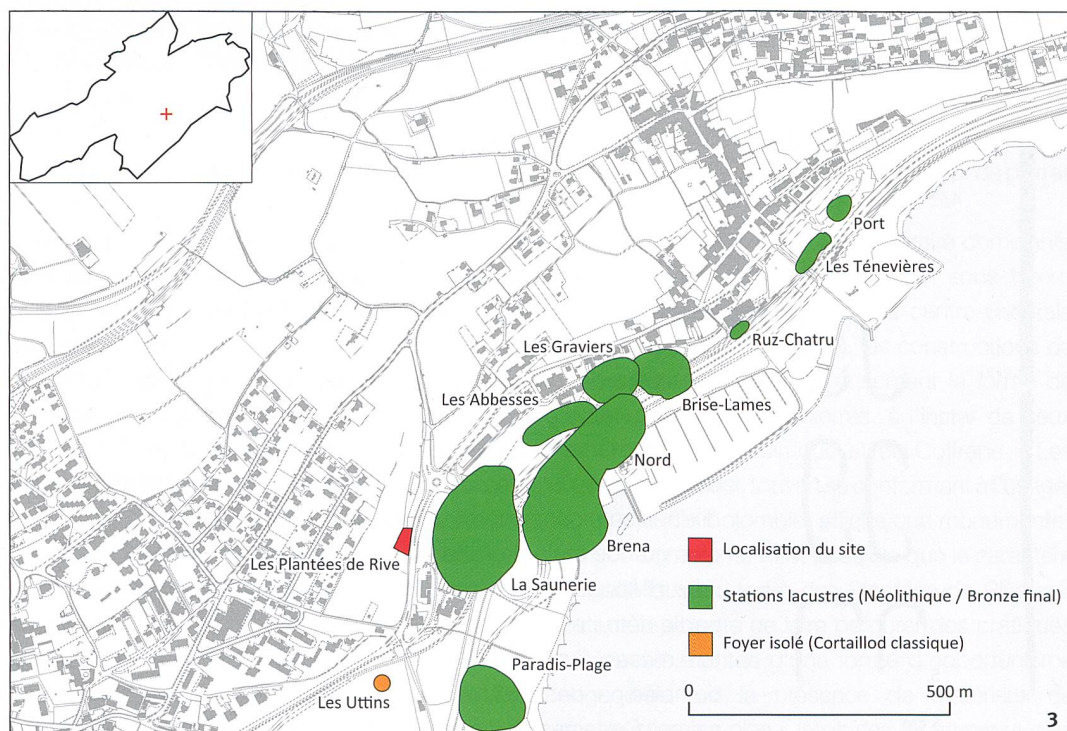 Port
Les Ténevières
Ruz-Chatru
Les Graviers
Brise-Lames
Les Abbesses
Nord
Brena
Les Plantées de Rive
La Saunerie
Paradis-Plage
Les Uttins
Localisation du site
Stations lacustres (Néolithique / Bronze final)
Foyer isolé (Cortaillod classique)
0 500 m
3